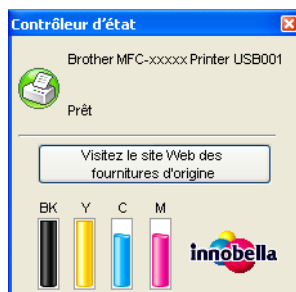 Contrôleur d'état
Brother MFC-xxxxx Printer USB001
Prêt
Visitez le site Web des
fournitures d'origine
BK Y C M
innobella